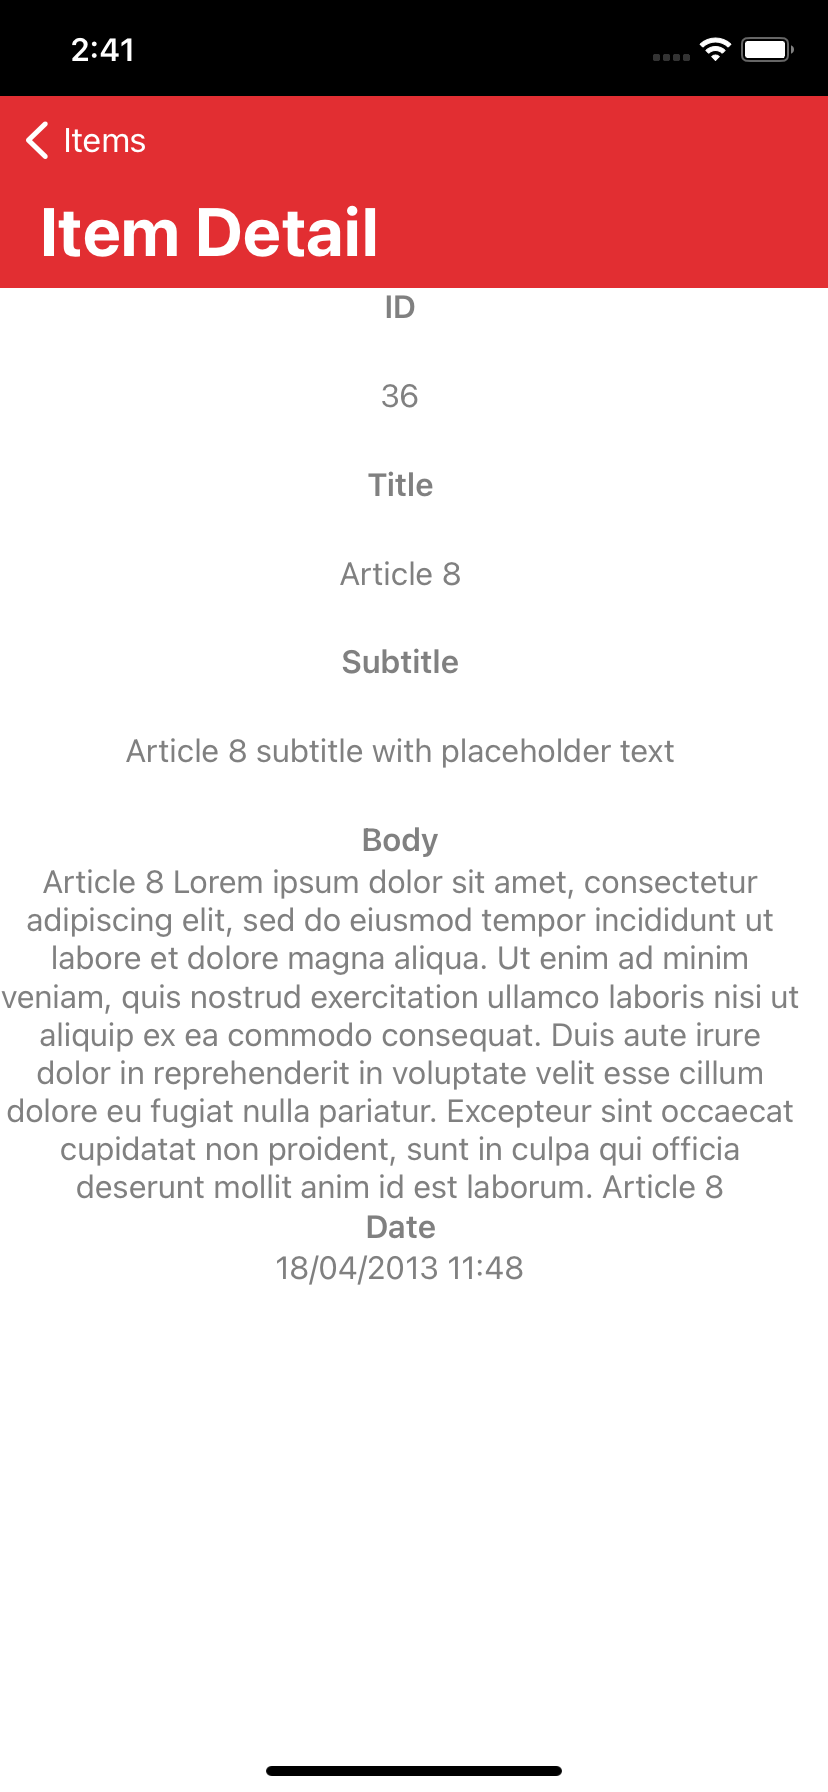 2:41
Items
Item Detail
ID
36
Title
Article 8
Subtitle
Article 8 subtitle with placeholder text
Body
Article 8 Lorem ipsum dolor sit amet, consectetur
adipiscing elit, sed do eiusmod tempor incididunt ut
labore et dolore magna aliqua. Ut enim ad minim
veniam, quis nostrud exercitation ullamco laboris nisi ut
aliquip ex ea commodo consequat. Duis aute irure
dolor in reprehenderit in voluptate velit esse cillum
dolore eu fugiat nulla pariatur. Excepteur sint occaecat
cupidatat non proident, sunt in culpa qui officia
deserunt mollit anim id est laborum. Article 8
Date
18/04/2013 11:48